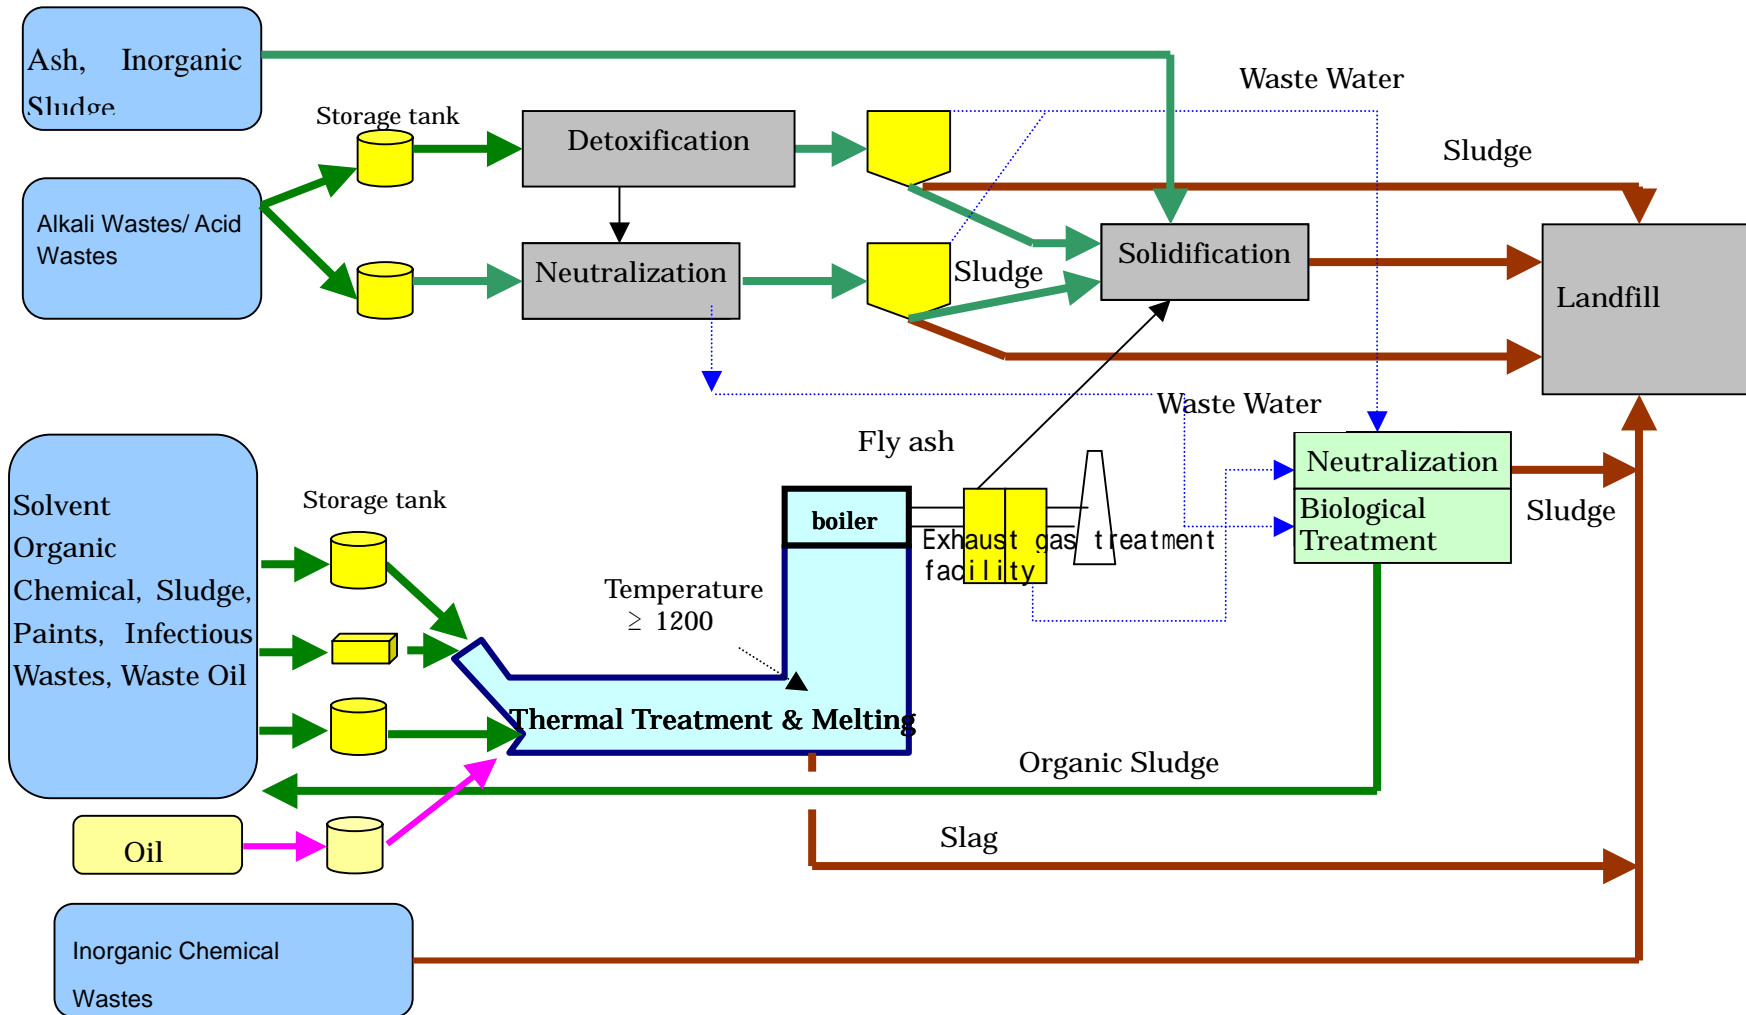 Ash, Inorganic
Sludge
Waste Water
Storage tank
Detoxification
Sludge
Alkali Wastes/ Acid
Wastes
Neutralization
Sludge
Solidification
Landfill
Waste Water
Fly ash
Neutralization
Biological
Treatment
Sludge
Solvent
Organic
Chemical, Sludge,
Paints, Infectious
Wastes, Waste Oil
Storage tank
boiler
Exhaust gas treatment
facility
Temperature
≥ 1200
Thermal Treatment & Melting
Organic Sludge
Oil
Slag
Inorganic Chemical
Wastes